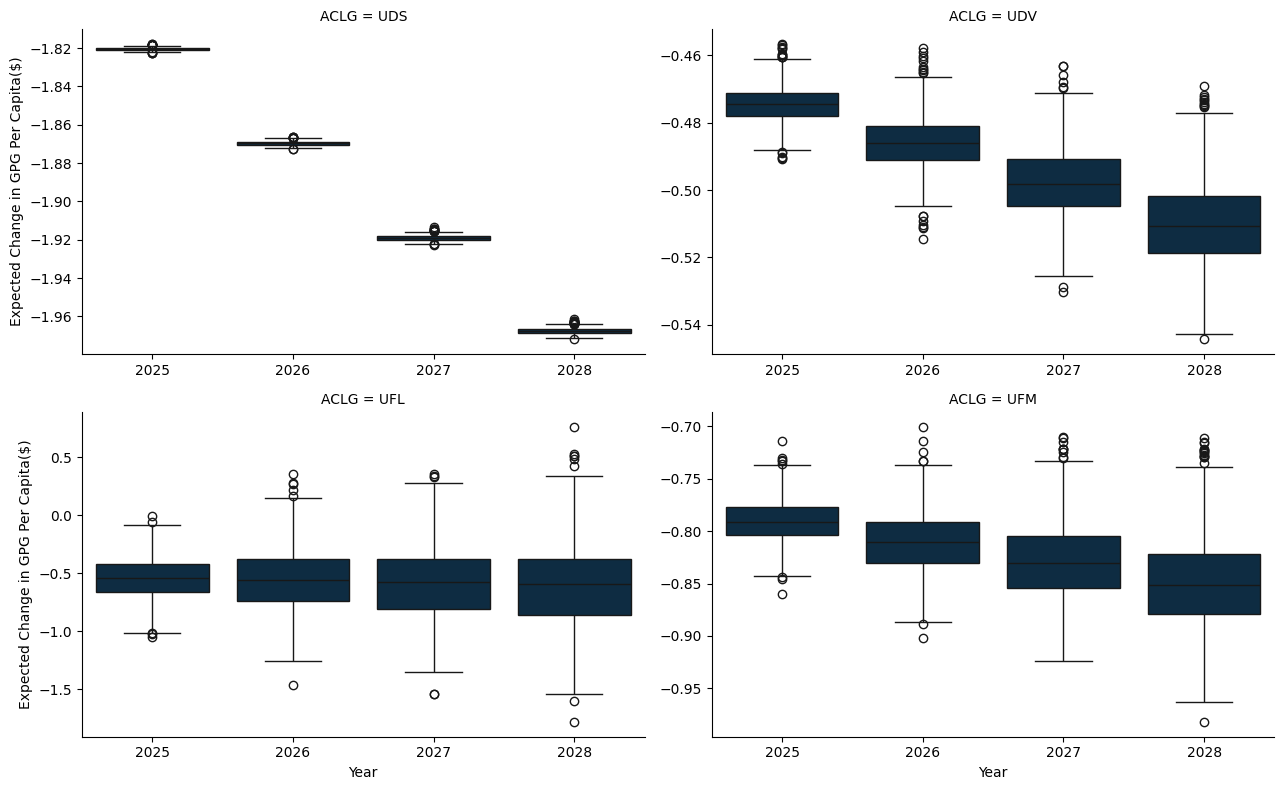 ACLG = UDS
Expected Change in GPG Per Capita($)
−1.82
−1.84
−1.86
−1.88
−1.90
−1.92
−1.94
−1.96
2025 2026 2027 2028
ACLG = UDV
−0.46
−0.48
−0.50
−0.52
−0.54
2025 2026 2027 2028
ACLG = UFL
Expected Change in GPG Per Capita($)
0.5
0.0
−0.5
−1.0
−1.5
2025 2026 2027 2028
Year
ACLG = UFM
−0.70
−0.75
−0.80
−0.85
−0.90
−0.95
2025 2026 2027 2028
Year